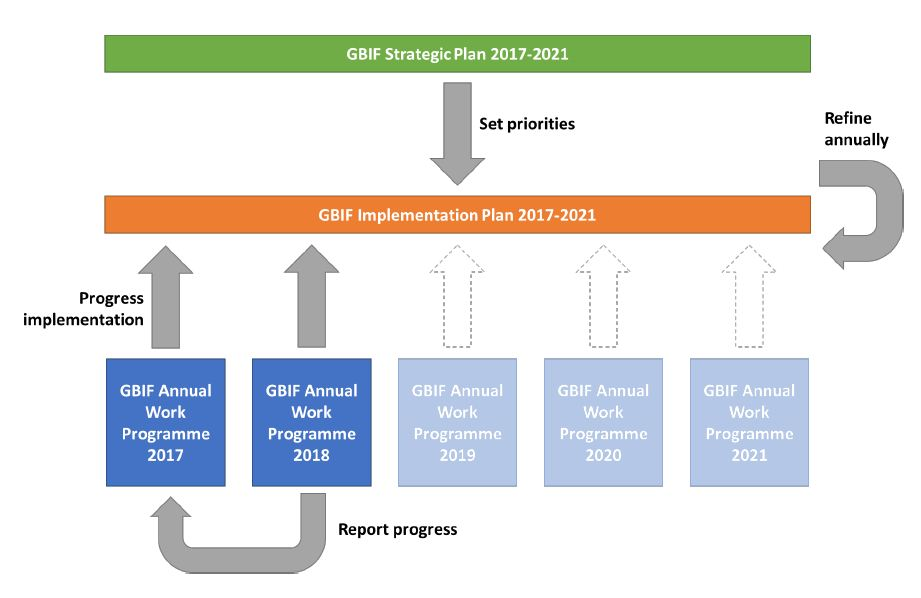 GBIF Strategic Plan 2017-2021
Set priorities
Refine
annually
GBIF Implementation Plan 2017-2021
Progress
implementation
GBIF Annual
Work
Programme
2017
GBIF Annual
Work
Programme
2018
GBIF Annual
Work
Programme
2019
GBIF Annual
Work
Programme
2020
GBIF Annual
Work
Programme
2021
Report progress